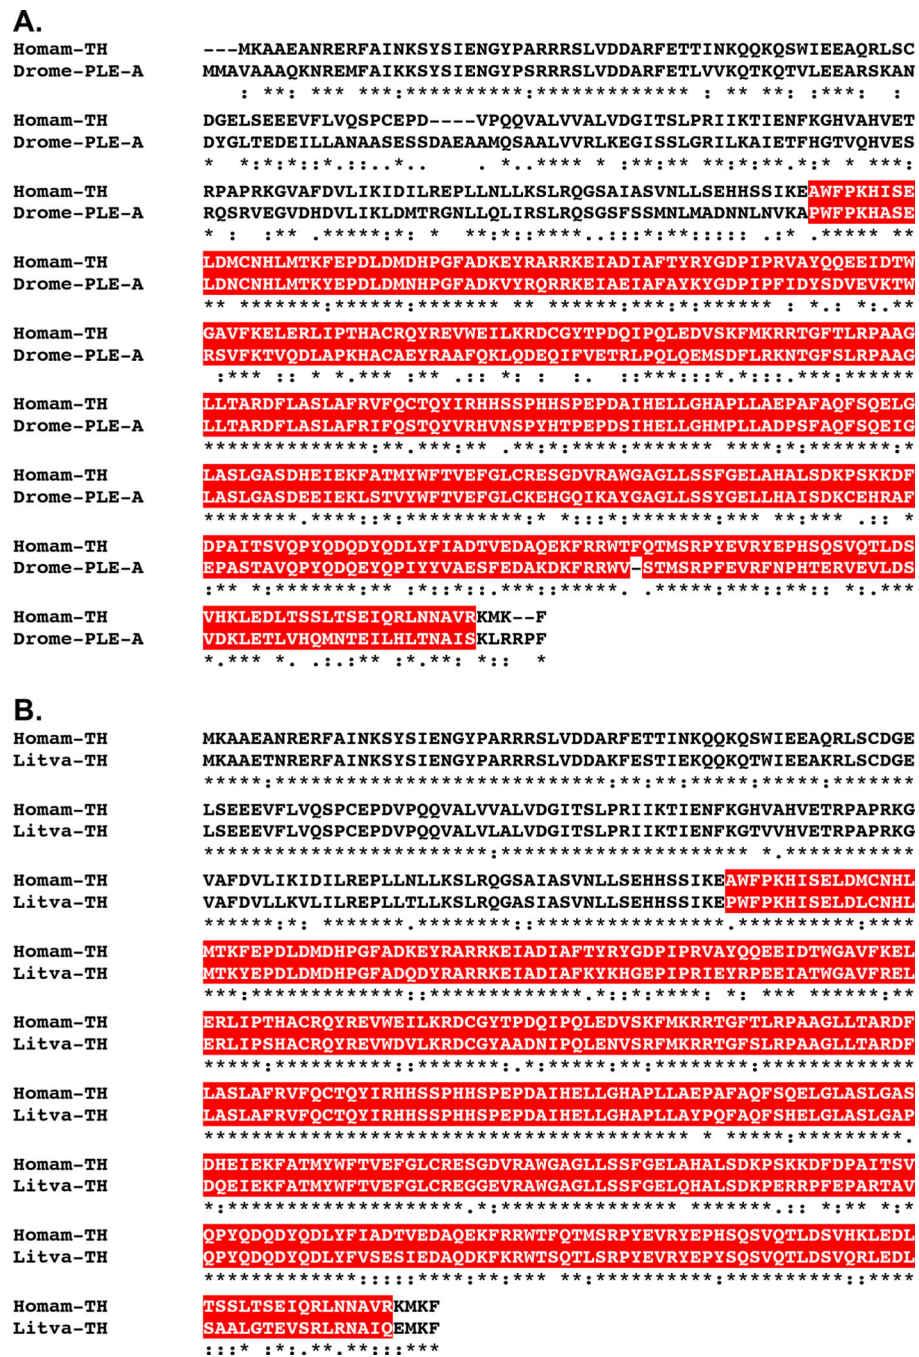 A.
Homam-TH ---MKAAEANRERFAINKSYSIENGYPARRRSLVDDARFETTINKQQKQSWIEEAQRLSC
Drome-PLE-A MMAVAAAQKNREMFAIKKSYSIENGYPSRRRSLVDDARFETLVVKQTKQTVLEEARSKAN
: **: *** ***:**********:************* : ** **: :***: :
Homam-TH DGELSEEEVFLVQSPCEPD----VPQQVALVVALVDGITSLPRIIKTIENFKGHVAHVET
Drome-PLE-A DYGLTEDEILLANAASESSDAEAAMQSAALVVRLKEGISSLGRILKAIETFHGTVQHVES
* *:*:*::*.::..*.. . *..**** * :**:** **:*:**.*:* * ***:
Homam-TH RPAPRKGVAFDVLIKIDILREPLLNLLKSLRQGSAIASVNLLSEHHSSIKEAWFPKHISE
Drome-PLE-A RQSRVEGVDHDVLIKLDMTRGNLLQLIRSLRQSGSFSSMNLMADNNLNVKAPWFPKHASE
* : :** .*****:*: * **:*::****..:::*:**::::: .:* .***** **
Homam-TH LDMCNHLMTKFEPDLDMDHPGFADKEYRARRKEIADIAFTYRYGDPIPRVAYQQEEIDTW
Drome-PLE-A LDNCNHLMTKYEPDLDMNHPGFADKVYRQRRKEIAEIAFAYKYGDPIPFIDYSDVEVKTW
** *******:******:******* ** ******:***:*:****** : *.: *:.**
Homam-TH GAVFKELERLIPTHACRQYREVWEILKRDCGYTPDQIPQLEDVSKFMKRRTGFTLRPAAG
Drome-PLE-A RSVFKTVQDLAPKHACAEYRAAFQKLQDEQIFVETRLPQLQEMSDFLRKNTGFSLRPAAG
:*** :: * *.*** :** .:: *: : :. ::***:::*.*::::.***:******
Homam-TH LLTARDFLASLAFRVFQCTQYIRHHSSPHHSPEPDAIHELLGHAPLLAEPAFAQFSQELG
Drome-PLE-A LLTARDFLASLAFRIFQSTQYVRHVNSPYHTPEPDSIHELLGHMPLLADPSFAQFSQEIG
**************:**.***:** .**:*:****:******* ****:*:*******:*
Homam-TH LASLGASDHEIEKFATMYWFTVEFGLCRESGDVRAWGAGLLSSFGELAHALSDKPSKKDF
Drome-PLE-A LASLGASDEEIEKLSTVYWFTVEFGLCKEHGQIKAYGAGLLSSYGELLHAISDKCEHRAF
********.****::*:**********:* *:::*:*******:*** **:*** .:: *
Homam-TH DPAITSVQPYQDQDYQDLYFIADTVEDAQEKFRRWTFQTMSRPYEVRYEPHSQSVQTLDS
Drome-PLE-A EPASTAVQPYQDQEYQPIYYVAESFEDAKDKFRRWV-STMSRPFEVRFNPHTERVEVLDS
:** *:*******:** :*::*::.***::*****. .*****:***::**:: *:.***
Homam-TH VHKLEDLTSSLTSEIQRLNNAVRKMK--F
Drome-PLE-A VDKLETLVHQMNTEILHLTNAISKLRRPF
*.*** *. .:.:** :*.**: *:: *
B.
Homam-TH MKAAEANRERFAINKSYSIENGYPARRRSLVDDARFETTINKQQKQSWIEEAQRLSCDGE
Litva-TH MKAAETNRERFAINKSYSIENGYPARRRSLVDDAKFESTIEKQQKQTWIEEAKRLSCDGE
*****:****************************:**:**:*****:*****:*******
Homam-TH LSEEEVFLVQSPCEPDVPQQVALVVALVDGITSLPRIIKTIENFKGHVAHVETRPAPRKG
Litva-TH LSEEEVFLVQSPCEPDVPQQVALVLALVDGITSLPRIIKTIENFKGTVVHVETRPAPRKG
************************:********************* *.***********
Homam-TH VAFDVLIKIDILREPLLNLLKSLRQGSAIASVNLLSEHHSSIKEAWFPKHISELDMCNHL
Litva-TH VAFDVLLKVLILREPLLTLLKSLRQGASIASVNLLSEHHSSIKEPWFPKHISELDLCNHL
******:*: *******.********::****************.**********:****
Homam-TH MTKFEPDLDMDHPGFADKEYRARRKEIADIAFTYRYGDPIPRVAYQQEEIDTWGAVFKEL
Litva-TH MTKYEPDLDMDHPGFADQDYRARRKEIADIAFKYKHGEPIPRIEYRPEEIATWGAVFREL
***:*************::*************.*::*:****: *: *** ******:**
Homam-TH ERLIPTHACRQYREVWEILKRDCGYTPDQIPQLEDVSKFMKRRTGFTLRPAAGLLTARDF
Litva-TH ERLIPSHACRQYREVWDVLKRDCGYAADNIPQLENVSRFMKRRTGFSLRPAAGLLTARDF
*****:**********::*******:.*:*****:**:********:*************
Homam-TH LASLAFRVFQCTQYIRHHSSPHHSPEPDAIHELLGHAPLLAEPAFAQFSQELGLASLGAS
Litva-TH LASLAFRVFQCTQYIRHHSSPHHSPEPDAIHELLGHAPLLAYPQFAQFSHELGLASLGAP
***************************************** * *****:*********.
Homam-TH DHEIEKFATMYWFTVEFGLCRESGDVRAWGAGLLSSFGELAHALSDKPSKKDFDPAITSV
Litva-TH DQEIEKFATMYWFTVEFGLCREGGEVRAWGAGLLSSFGELQHALSDKPERRPFEPARTAV
*:********************.*:*************** *******.:: *:** *:*
Homam-TH QPYQDQDYQDLYFIADTVEDAQEKFRRWTFQTMSRPYEVRYEPHSQSVQTLDSVHKLEDL
Litva-TH QPYQDQDYQDLYFVSESIEDAQDKFKRWTSQTLSRPYEVRYEPYSQSVQTLDSVQRLEDL
*************:::::****:**:*** **:**********:**********::****
Homam-TH TSSLTSEIQRLNNAVRKMKF
Litva-TH SAALGTEVSRLRNAIQEMKF
:::* :*:.**.**:::***